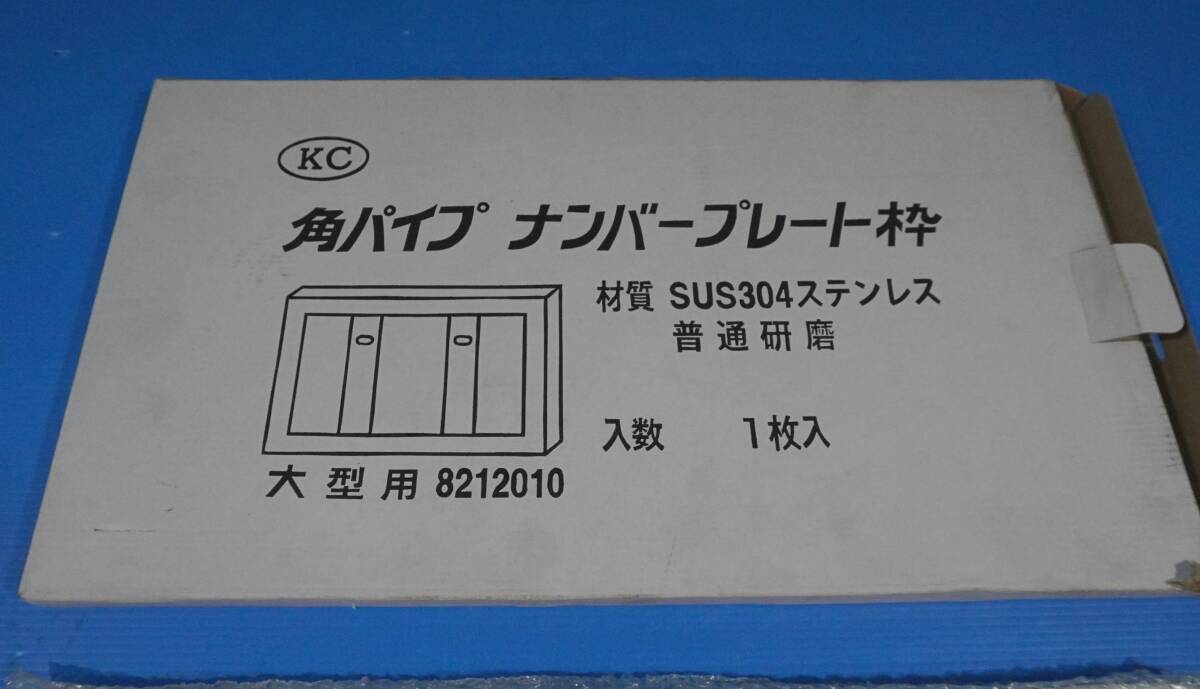 KC
角パイプ ナンバープレート枠
材質 SUS304ステンレス
普通研磨
入数 1枚入
大型用 8212010